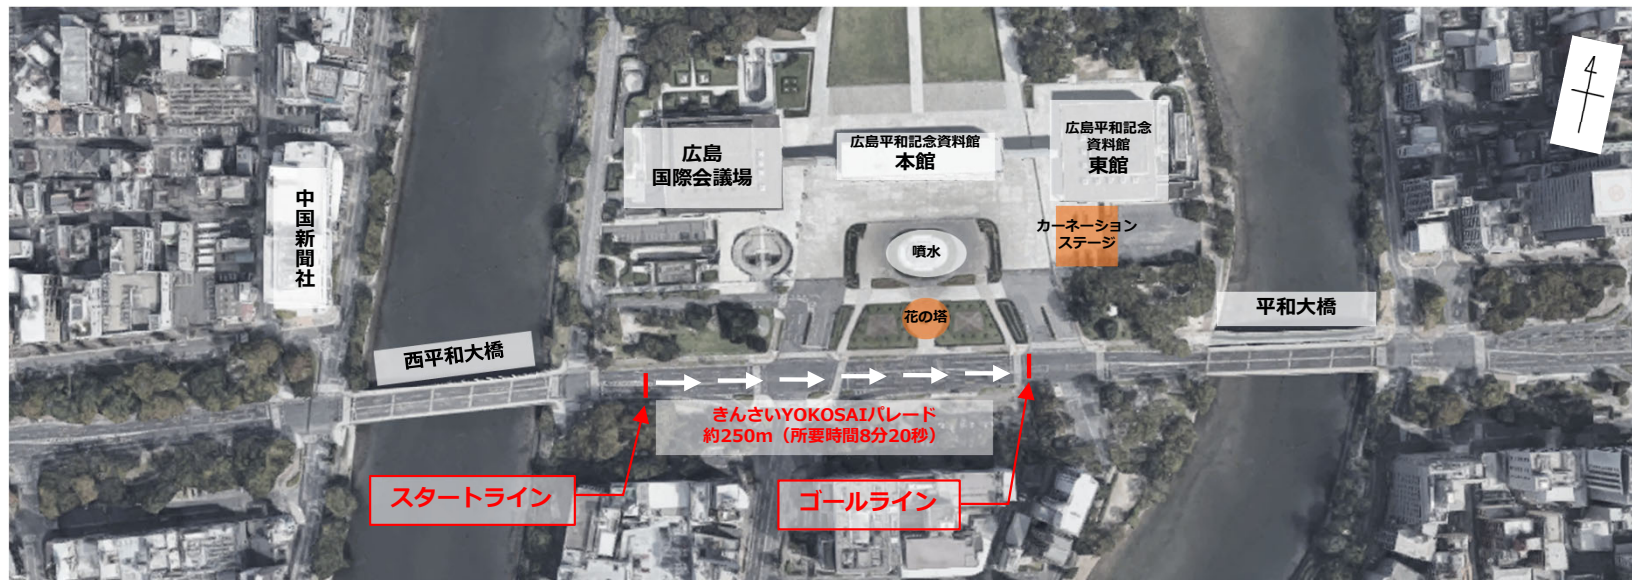 広島
国際会議場
広島平和記念資料館
本館
広島平和記念
資料館
東館
中国新聞社
カーネーション
ステージ
噴水
花の塔
平和大橋
西平和大橋
きんさいYOKOSAIパレード
約250m（所要時間8分20秒）
スタートライン
ゴールライン